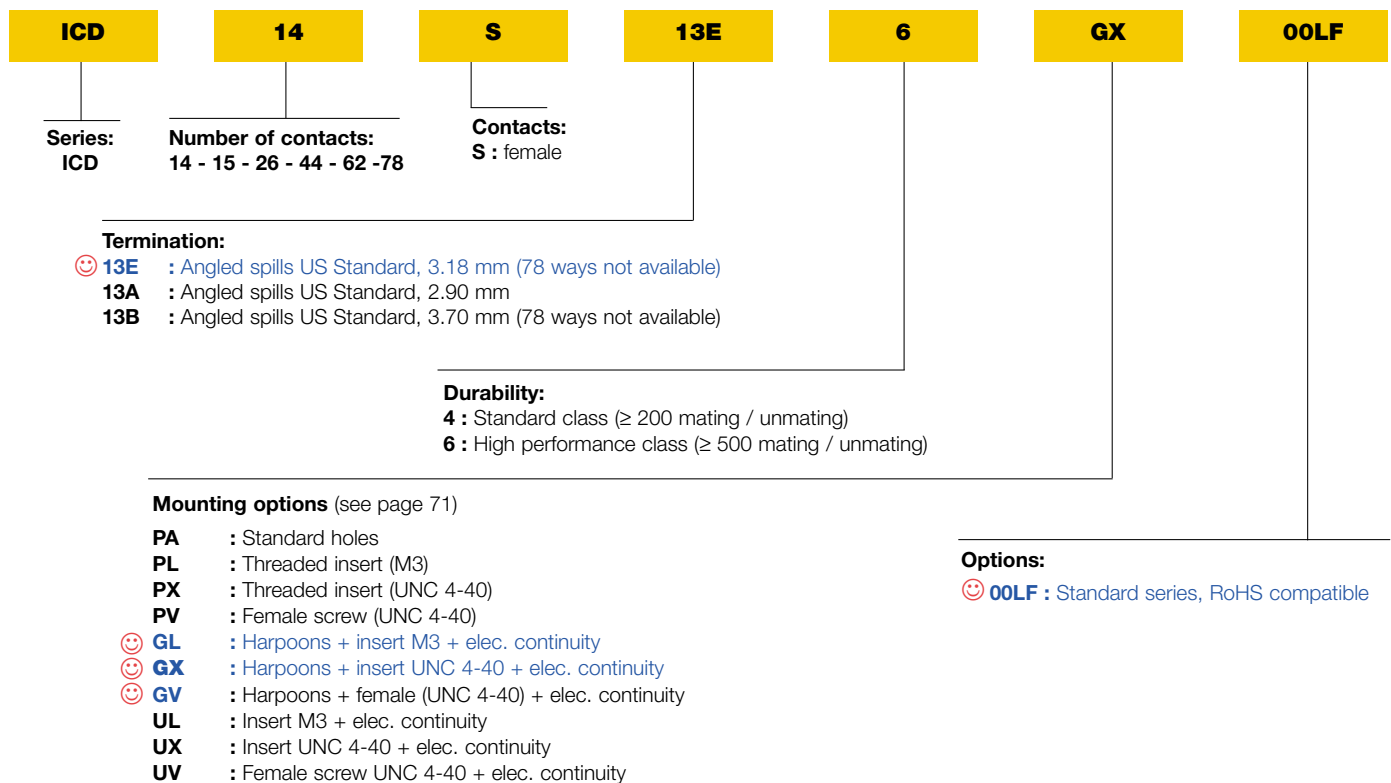 ICD 14 S 13E 6 GX 00LF
Series:
ICD
Number of contacts:
14 - 15 - 26 - 44 - 62 -78
Contacts:
S : female
Termination:
13E : Angled spills US Standard, 3.18 mm (78 ways not available)
13A : Angled spills US Standard, 2.90 mm
13B : Angled spills US Standard, 3.70 mm (78 ways not available)
Durability:
4 : Standard class (≥ 200 mating / unmating)
6 : High performance class (≥ 500 mating / unmating)
Mounting options (see page 71)
PA : Standard holes
PL : Threaded insert (M3)
PX : Threaded insert (UNC 4-40)
PV : Female screw (UNC 4-40)
GL : Harpoons + insert M3 + elec. continuity
GX : Harpoons + insert UNC 4-40 + elec. continuity
GV : Harpoons + female (UNC 4-40) + elec. continuity
UL : Insert M3 + elec. continuity
UX : Insert UNC 4-40 + elec. continuity
UV : Female screw UNC 4-40 + elec. continuity
Options:
00LF : Standard series, RoHS compatible